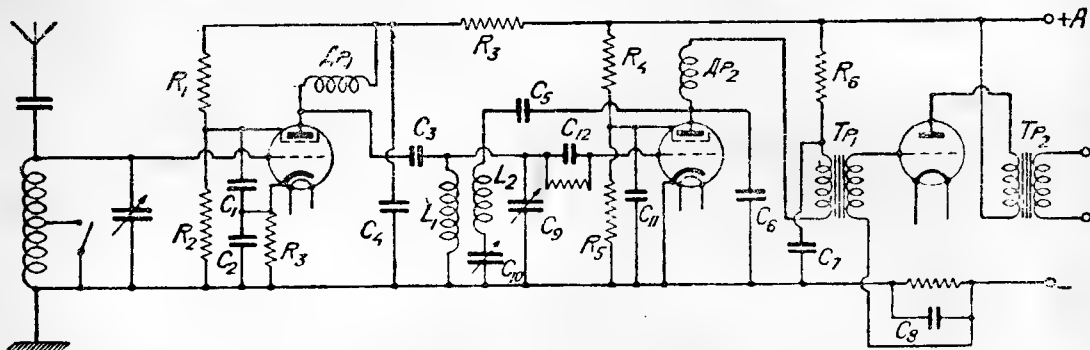 +A
R₃
R₁
Др₁
R₄
Др₂
R₆
C₅
Тр₁
Тр₂
C₃
C₁₂
C₁
L₂
L₁
R₂
C₂
R₃
C₄
C₉
C₁₀
R₅
C₁₁
C₆
C₇
–
C₈